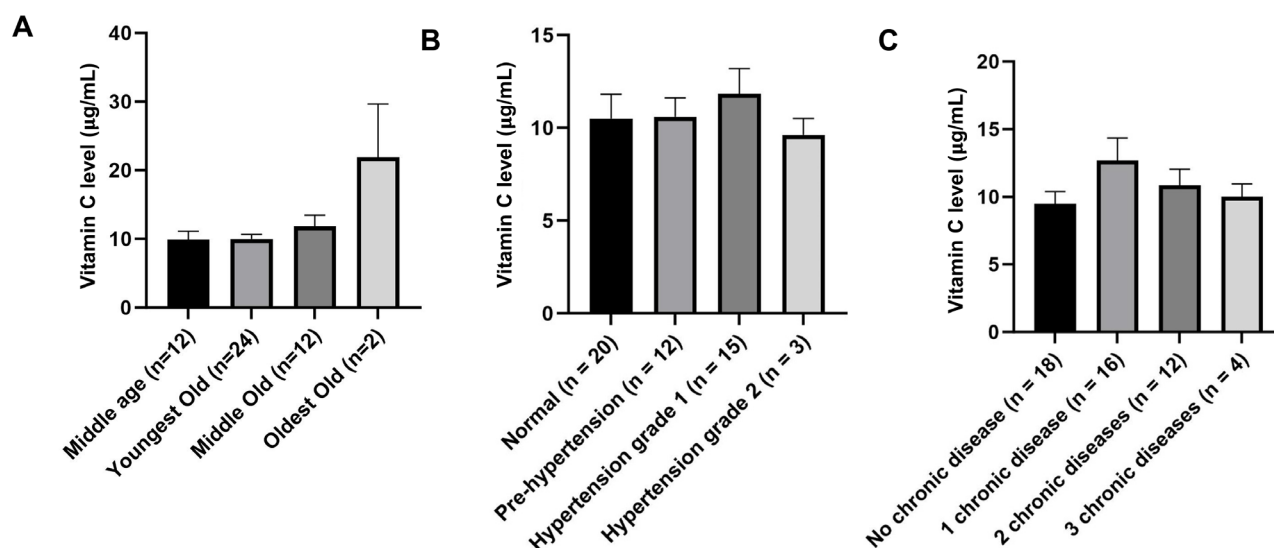 A
Vitamin C level (µg/mL)
40
30
20
10
0
Middle age (n=12)
Youngest Old (n=24)
Middle Old (n=12)
Oldest Old (n=2)
B
Vitamin C level (µg/mL)
15
10
5
0
Normal (n = 20)
Pre-hypertension (n = 12)
Hypertension grade 1 (n = 15)
Hypertension grade 2 (n = 3)
C
Vitamin C level (µg/mL)
20
15
10
5
0
No chronic disease (n = 18)
1 chronic disease (n = 16)
2 chronic diseases (n = 12)
3 chronic diseases (n = 4)